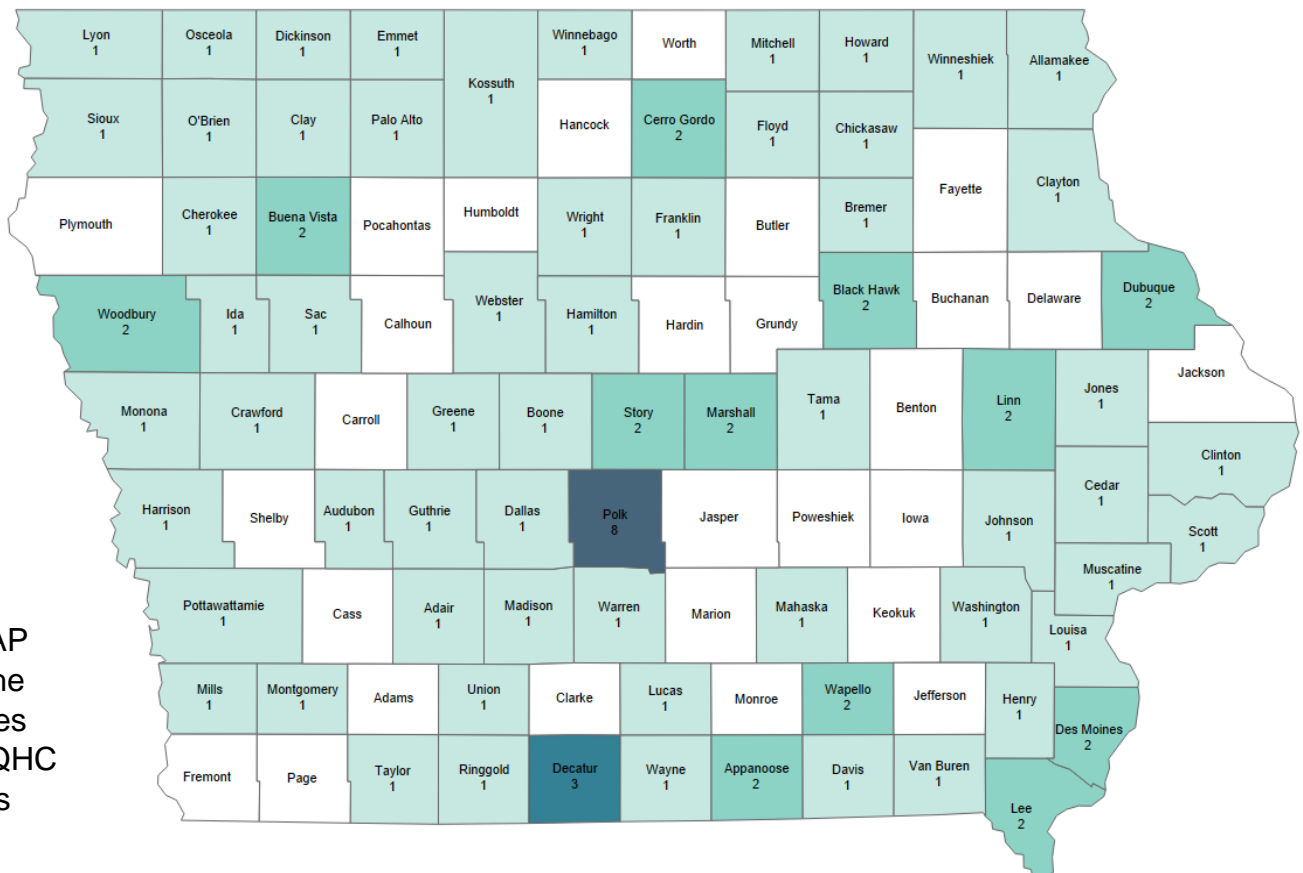 Lyon
1
Osceola
1
Dickinson
1
Emmet
1
Kossuth
1
Winnebago
1
Worth
Mitchell
1
Howard
1
Winneshiek
1
Allamakee
1
Sioux
1
O'Brien
1
Clay
1
Palo Alto
1
Hancock
Cerro Gordo
2
Floyd
1
Chickasaw
1
Fayette
Clayton
1
Plymouth
Cherokee
1
Buena Vista
2
Pocahontas
Humboldt
Wright
1
Franklin
1
Butler
Bremer
1
Woodbury
2
Ida
1
Sac
1
Calhoun
Webster
1
Hamilton
1
Hardin
Grundy
Black Hawk
2
Buchanan
Delaware
Dubuque
2
Monona
1
Crawford
1
Carroll
Greene
1
Boone
1
Story
2
Marshall
2
Tama
1
Benton
Linn
2
Jones
1
Jackson
Clinton
1
Harrison
1
Shelby
Audubon
1
Guthrie
1
Dallas
1
Polk
8
Jasper
Poweshiek
Iowa
Johnson
1
Cedar
1
Scott
1
Muscatine
1
Pottawattamie
1
Cass
Adair
1
Madison
1
Warren
1
Marion
Mahaska
1
Keokuk
Washington
1
Louisa
1
AP
ne
es
QHC
s
Mills
1
Montgomery
1
Adams
Union
1
Clarke
Lucas
1
Monroe
Wapello
2
Jefferson
Henry
1
Des Moines
2
Fremont
Page
Taylor
1
Ringgold
1
Decatur
3
Wayne
1
Appanoose
2
Davis
1
Van Buren
1
Lee
2